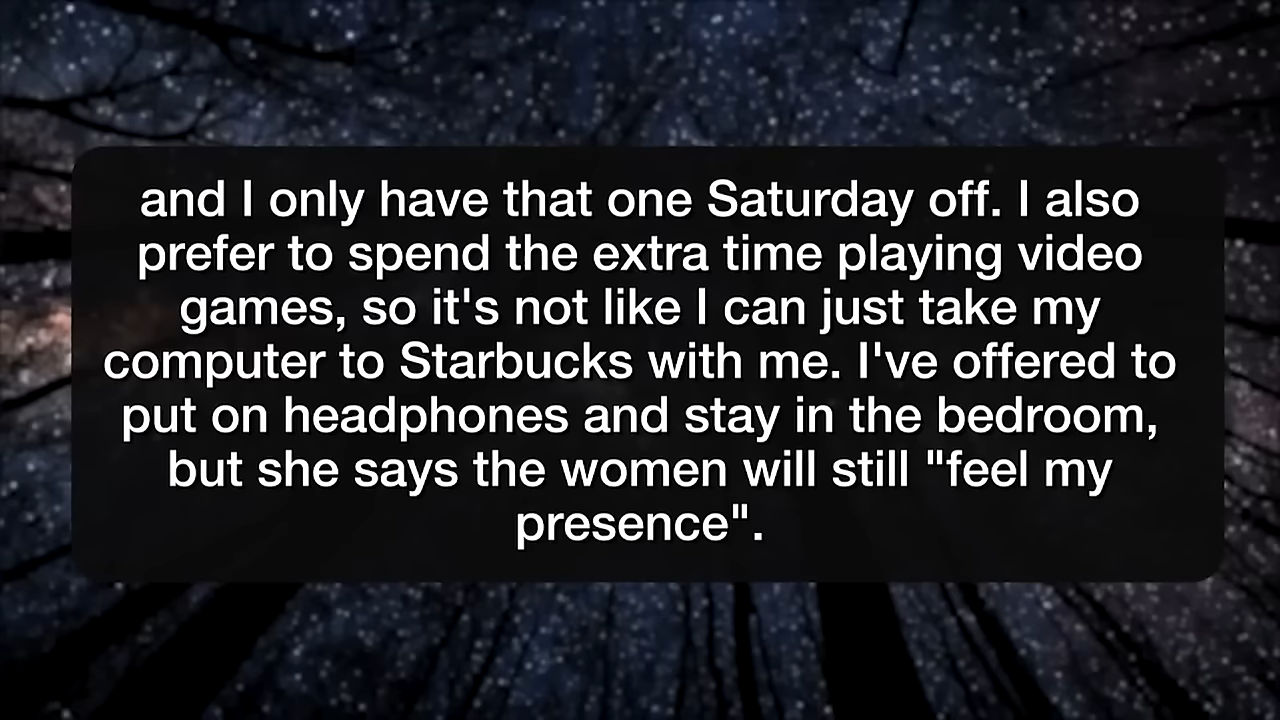 and I only have that one Saturday off. I also
prefer to spend the extra time playing video
games, so it's not like I can just take my
computer to Starbucks with me. I've offered to
put on headphones and stay in the bedroom,
but she says the women will still "feel my
presence".